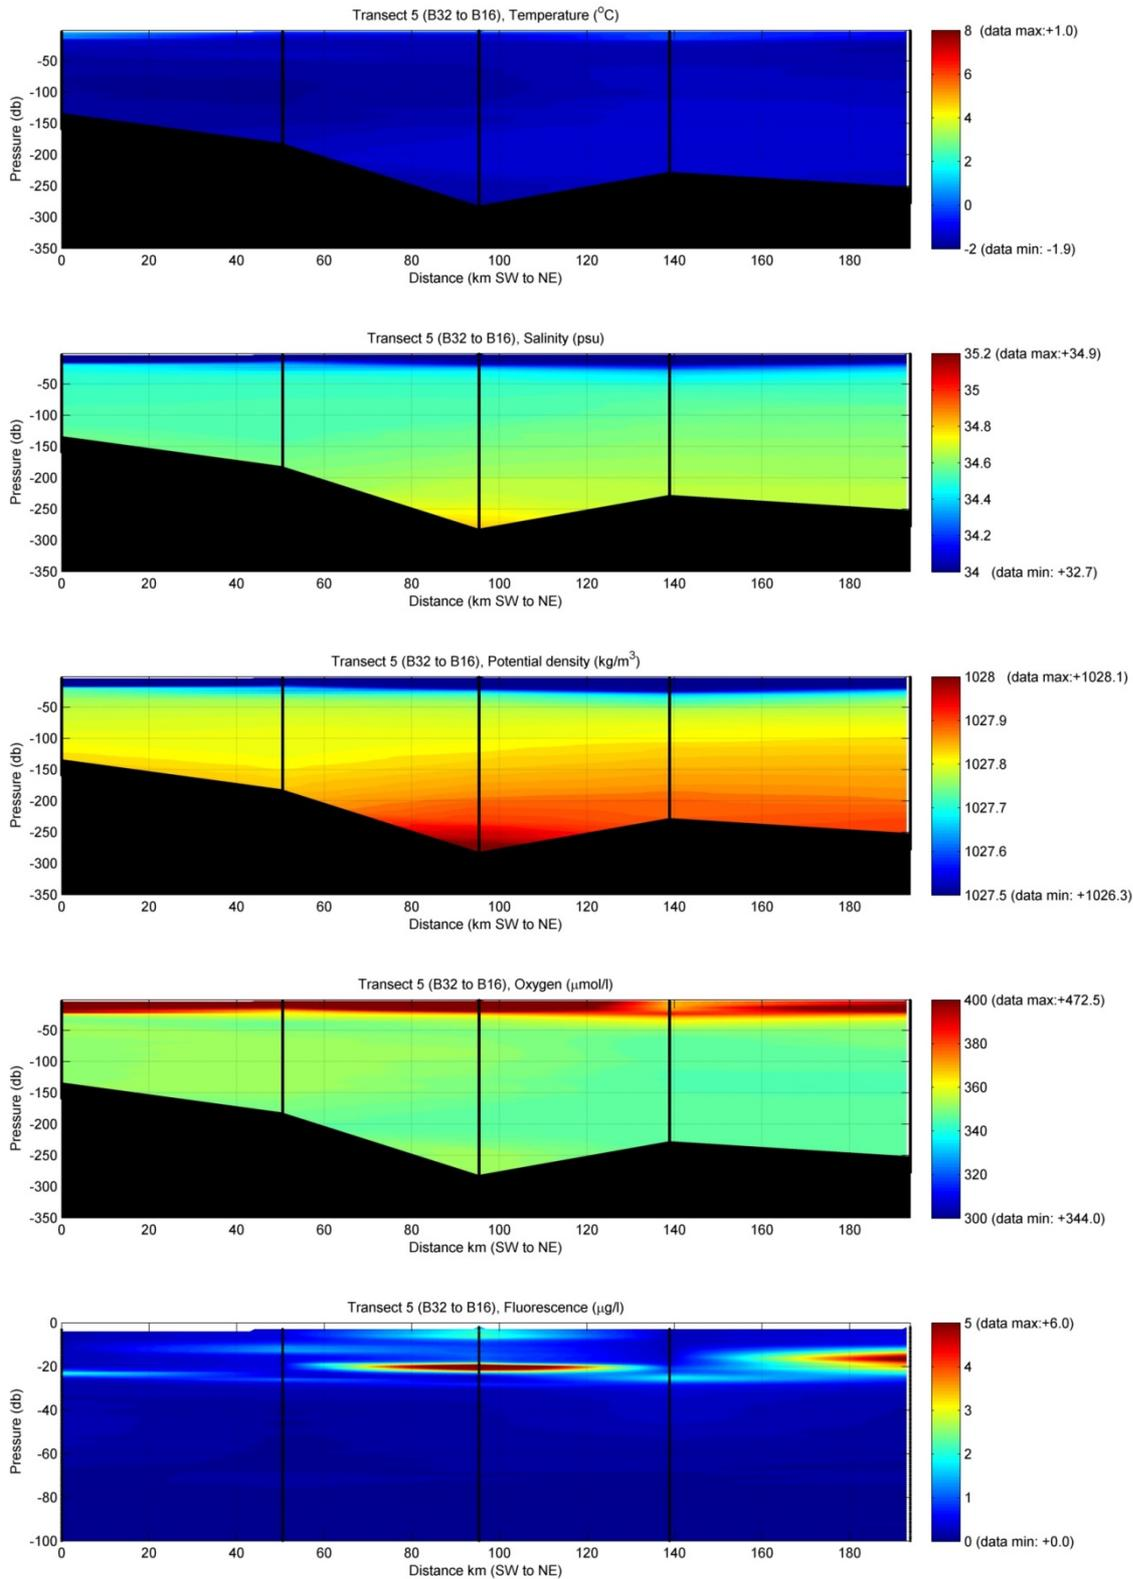 Transect 5 (B32 to B16), Temperature (°C)
8 (data max:+1.0)
6
4
2
0
-2 (data min: -1.9)
Pressure (db)
-50
-100
-150
-200
-250
-300
-350
0 20 40 60 80 100 120 140 160 180
Distance (km SW to NE)
Transect 5 (B32 to B16), Salinity (psu)
35.2 (data max:+34.9)
35
34.8
34.6
34.4
34.2
34 (data min: +32.7)
Pressure (db)
-50
-100
-150
-200
-250
-300
-350
0 20 40 60 80 100 120 140 160 180
Distance (km SW to NE)
Transect 5 (B32 to B16), Potential density (kg/m³)
1028 (data max:+1028.1)
1027.9
1027.8
1027.7
1027.6
1027.5 (data min: +1026.3)
Pressure (db)
-50
-100
-150
-200
-250
-300
-350
0 20 40 60 80 100 120 140 160 180
Distance (km SW to NE)
Transect 5 (B32 to B16), Oxygen (μmol/l)
400 (data max:+472.5)
380
360
340
320
300 (data min: +344.0)
Pressure (db)
-50
-100
-150
-200
-250
-300
-350
0 20 40 60 80 100 120 140 160 180
Distance km (SW to NE)
Transect 5 (B32 to B16), Fluorescence (μg/l)
5 (data max:+6.0)
4
3
2
1
0 (data min: +0.0)
Pressure (db)
0
-20
-40
-60
-80
-100
0 20 40 60 80 100 120 140 160 180
Distance km (SW to NE)